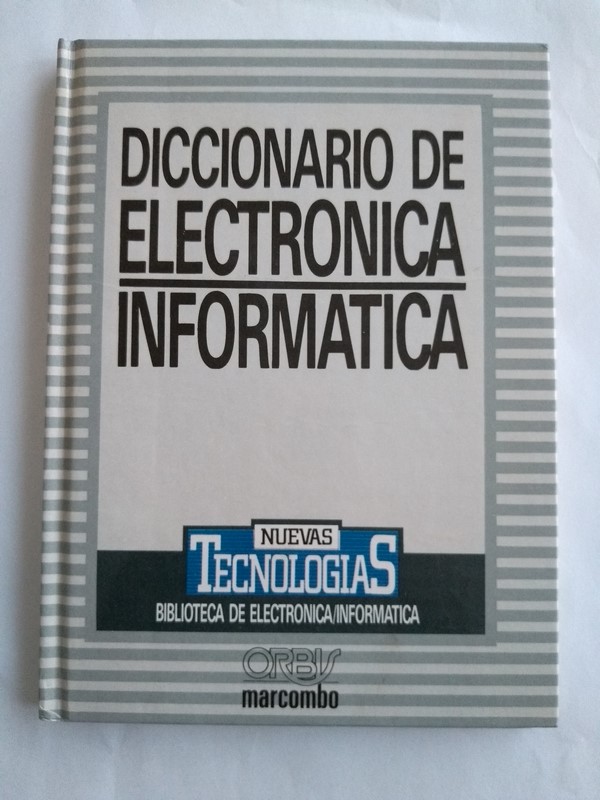 DICCIONARIO DE
ELECTRONICA
INFORMATICA
NUEVAS
TECNOLOGIAS
BIBLIOTECA DE ELECTRONICA/INFORMATICA
ORBIS
marcombo